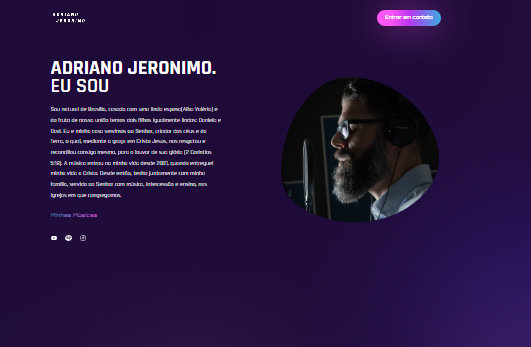 ADRIANO
JERONIMO
Entrar em contato
ADRIANO JERONIMO.
EU SOU
Sou natural de Brasília, casado com uma linda esposa(Alba Valéria) e
do fruto de nossa união temos dois filhos igualmente lindos: Daniela e
Davi. Eu e minha casa servimos ao Senhor, criador dos céus e da
Terra, o qual, mediante a graça em Cristo Jesus, nos resgatou e
reconciliou consigo mesmo, para o louvor de sua glória (2 Coríntios
5:18). A música entrou na minha vida desde 2001, quando entreguei
minha vida a Cristo. Desde então, tenho juntamente com minha
família, servido ao Senhor com música, intercessão e ensino, nas
igrejas em que congregamos.
Minhas Músicas